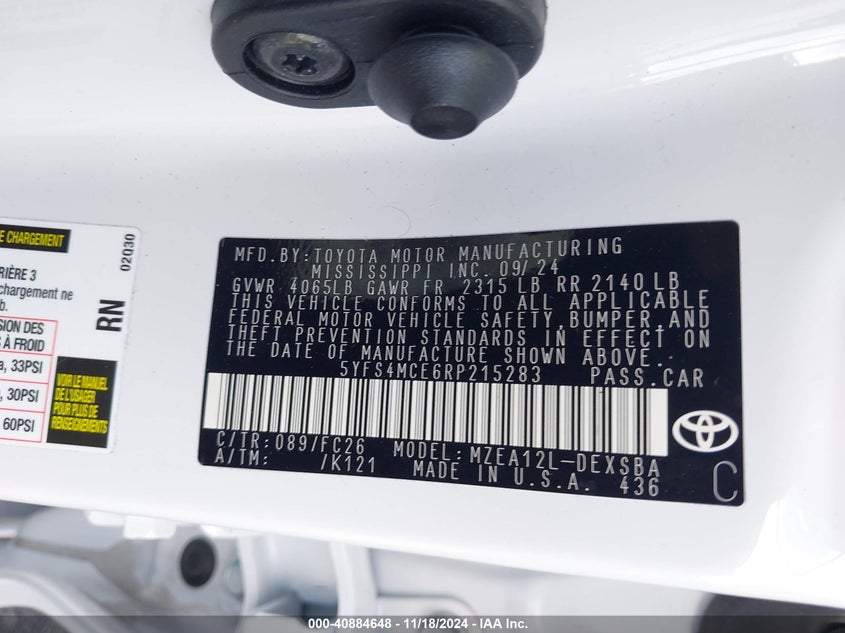 E CHARGEMENT
02Q30
RIÈRE 3
chargement ne
b.
RN
SION DES
S À FROID
a, 33PSI
, 30PSI
60PSI
VOIR LE MANUEL
DE L'USAGER
POUR PLUS DE
RENSEIGNEMENTS
MFD.BY:TOYOTA MOTOR MANUFACTURING
MISSISSIPPI INC. 09/24
GVWR 4065LB GAWR FR 2315 LB RR 2140 LB
THIS VEHICLE CONFORMS TO ALL APPLICABLE
FEDERAL MOTOR VEHICLE SAFETY,BUMPER,AND
THEFT PREVENTION STANDARDS IN EFFECT ON
THE DATE OF MANUFACTURE SHOWN ABOVE.
5YFS4MCE6RP215283 PASS.CAR
C/TR:089/FC26 MODEL:MZEA12L-DEXSBA
A/TM: /K121 MADE IN U.S.A. 436
C
000-40884648 - 11/18/2024 - IAAI.com